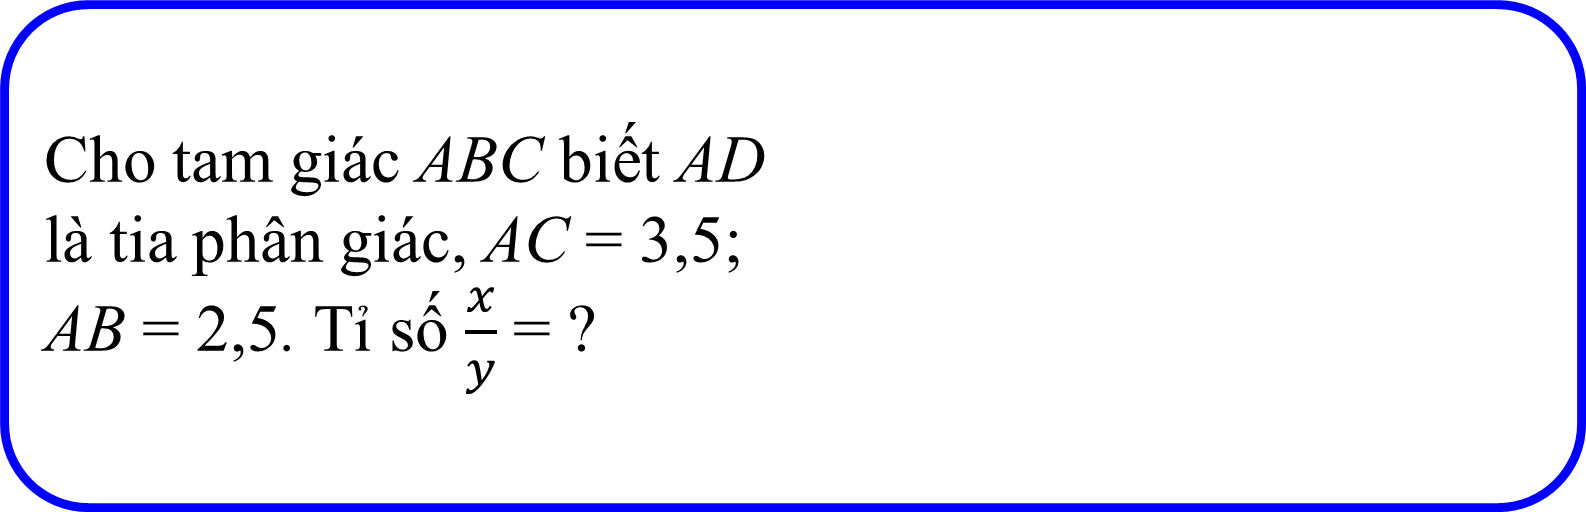 Cho tam giác ABC biết AD
là tia phân giác, AC = 3,5;
AB = 2,5. Tỉ số x/y = ?